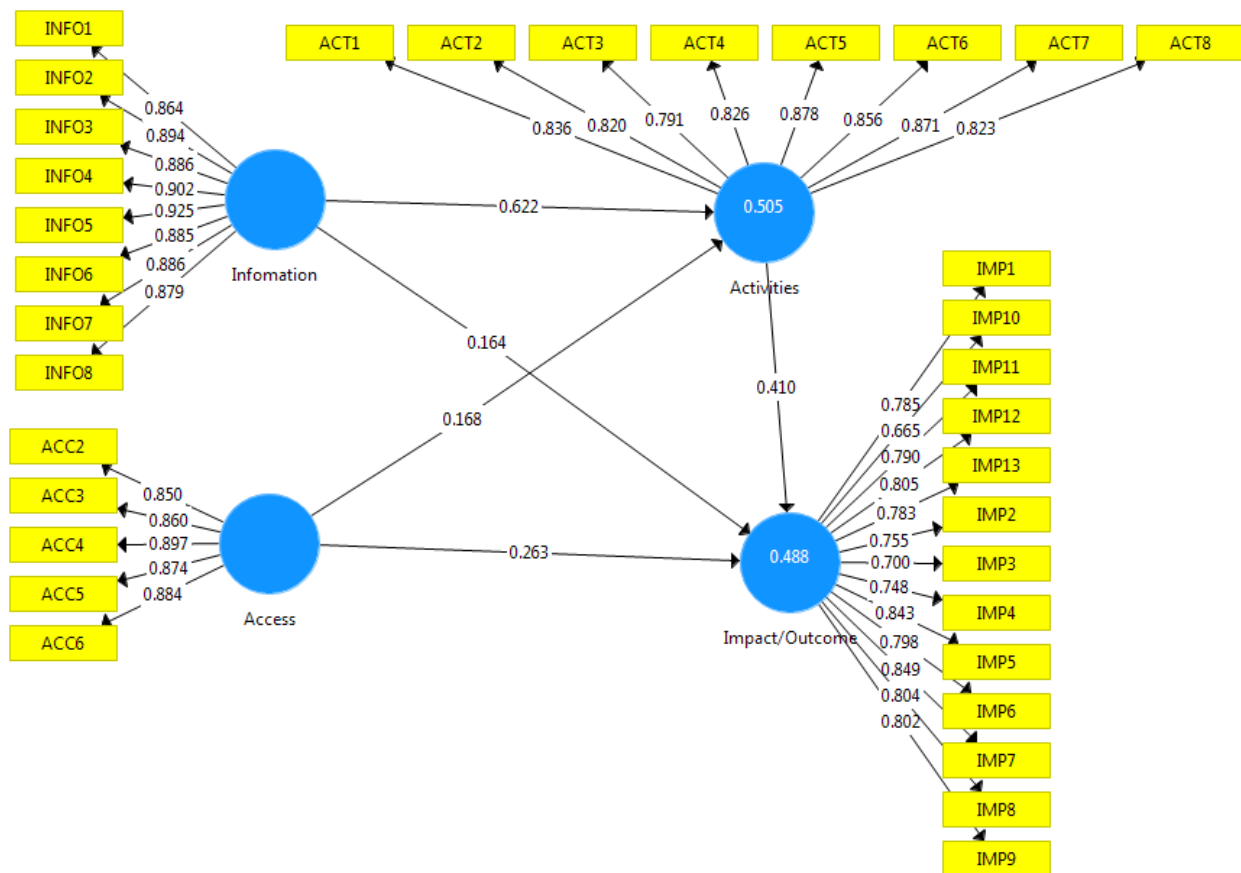 INFO1
INFO2
INFO3
INFO4
INFO5
INFO6
INFO7
INFO8
0.864
0.894
0.886
0.902
0.925
0.885
0.886
0.879
Infomation
ACT1
ACT2
ACT3
ACT4
ACT5
ACT6
ACT7
ACT8
0.836
0.820
0.791
0.826
0.878
0.856
0.871
0.823
0.505
Activities
0.622
0.164
0.168
0.410
0.263
ACC2
ACC3
ACC4
ACC5
ACC6
0.850
0.860
0.897
0.874
0.884
Access
0.488
Impact/Outcome
0.785
0.665
0.790
0.805
0.783
0.755
0.700
0.748
0.843
0.798
0.849
0.804
0.802
IMP1
IMP10
IMP11
IMP12
IMP13
IMP2
IMP3
IMP4
IMP5
IMP6
IMP7
IMP8
IMP9